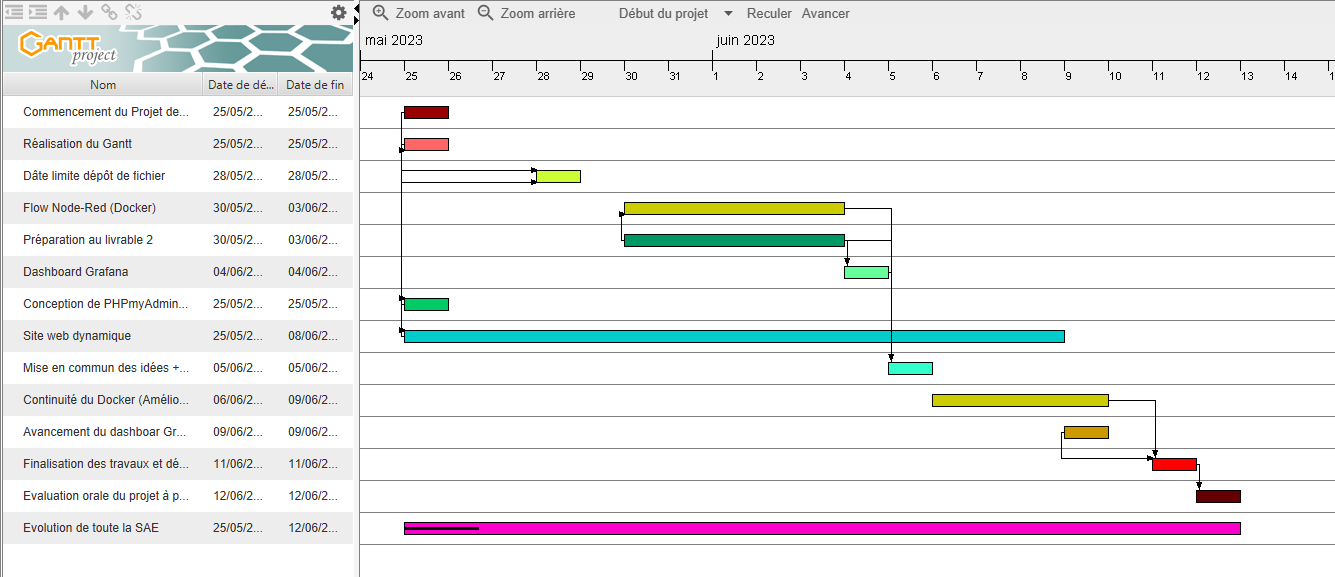 Zoom avant Zoom arrière Début du projet Reculer Avancer
GANTT
project
mai 2023 juin 2023
24 25 26 27 28 29 30 31 1 2 3 4 5 6 7 8 9 10 11 12 13 14 1
Nom Date de dé... Date de fin
Commencement du Projet de... 25/05/2... 25/05/2...
Réalisation du Gantt 25/05/2... 25/05/2...
Dâte limite dépôt de fichier 28/05/2... 28/05/2...
Flow Node-Red (Docker) 30/05/2... 03/06/2...
Préparation au livrable 2 30/05/2... 03/06/2...
Dashboard Grafana 04/06/2... 04/06/2...
Conception de PHPmyAdmin... 25/05/2... 25/05/2...
Site web dynamique 25/05/2... 08/06/2...
Mise en commun des idées +... 05/06/2... 05/06/2...
Continuité du Docker (Amélio... 06/06/2... 09/06/2...
Avancement du dashboar Gr... 09/06/2... 09/06/2...
Finalisation des travaux et dé... 11/06/2... 11/06/2...
Evaluation orale du projet à p... 12/06/2... 12/06/2...
Evolution de toute la SAE 25/05/2... 12/06/2...